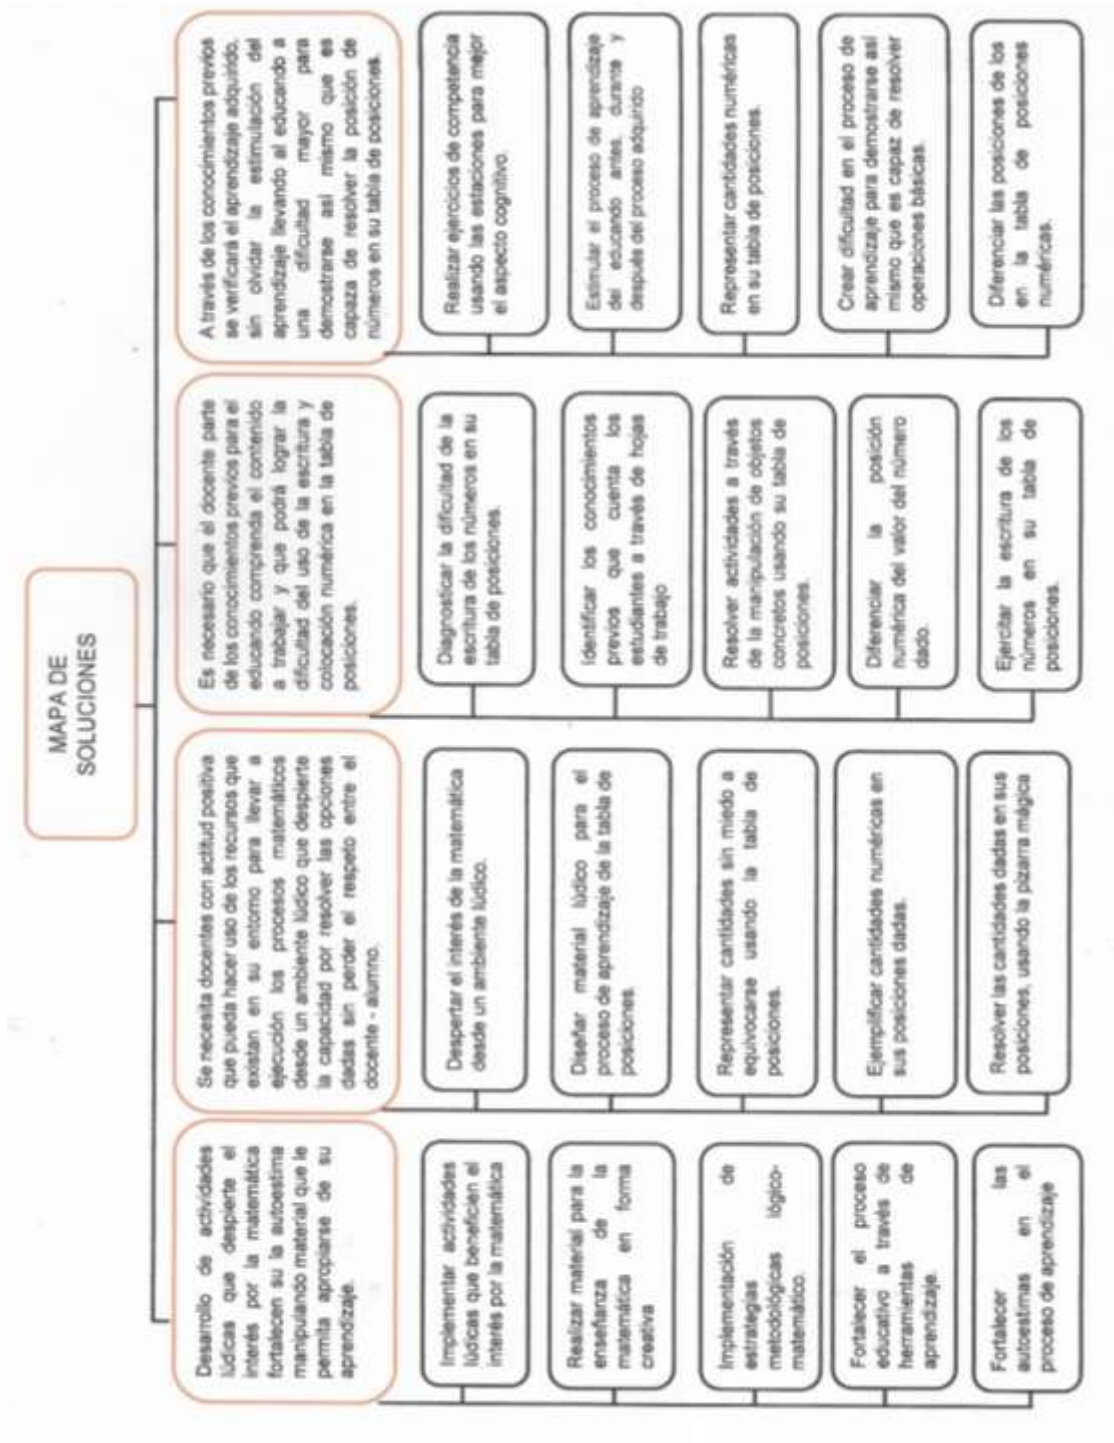 MAPA DE
SOLUCIONES
Desarrollo de actividades
lúdicas que despierte el
interés por la matemática
fortalecen su la autoestima
manipulando material que le
permita apropiarse de su
aprendizaje.
Implementar actividades
lúdicas que beneficien el
interés por la matemática
Realizar material para la
enseñanza de la
matemática en forma
creativa
Implementación de
estrategias
metodológicas lógico-
matemático.
Fortalecer el proceso
educativo a través de
herramientas de
aprendizaje.
Fortalecer las
autoestimas en el
proceso de aprendizaje
Se necesita docentes con actitud positiva
que pueda hacer uso de los recursos que
existan en su entorno para llevar a
ejecución los procesos matemáticos
desde un ambiente lúdico que despierte
la capacidad por resolver las opciones
dadas sin perder el respeto entre el
docente - alumno.
Despertar el interés de la matemática
desde un ambiente lúdico.
Diseñar material lúdico para el
proceso de aprendizaje de la tabla de
posiciones.
Representar cantidades sin miedo a
equivocarse usando la tabla de
posiciones.
Ejemplificar cantidades numéricas en
sus posiciones dadas.
Resolver las cantidades dadas en sus
posiciones, usando la pizarra mágica
Es necesario que el docente parte
de los conocimientos previos para el
educando comprenda el contenido
a trabajar y que podrá lograr la
dificultad del uso de la escritura y
colocación numérica en la tabla de
posiciones.
Diagnosticar la dificultad de la
escritura de los números en su
tabla de posiciones.
Identificar los conocimientos
previos que cuenta los
estudiantes a través de hojas
de trabajo
Resolver actividades a través
de la manipulación de objetos
concretos usando su tabla de
posiciones.
Diferenciar la posición
numérica del valor del número
dado.
Ejercitar la escritura de los
números en su tabla de
posiciones.
A través de los conocimientos previos
se verificará el aprendizaje adquirido,
sin olvidar la estimulación del
aprendizaje llevando al educando a
una dificultad mayor para
demostrarse así mismo que es
capaza de resolver la posición de
números en su tabla de posiciones.
Realizar ejercicios de competencia
usando las estaciones para mejor
el aspecto cognitivo.
Estimular el proceso de aprendizaje
del educando antes, durante y
después del proceso adquirido
Representar cantidades numéricas
en su tabla de posiciones.
Crear dificultad en el proceso de
aprendizaje para demostrarse así
mismo que es capaz de resolver
operaciones básicas.
Diferenciar las posiciones de los
en la tabla de posiciones
numéricas.